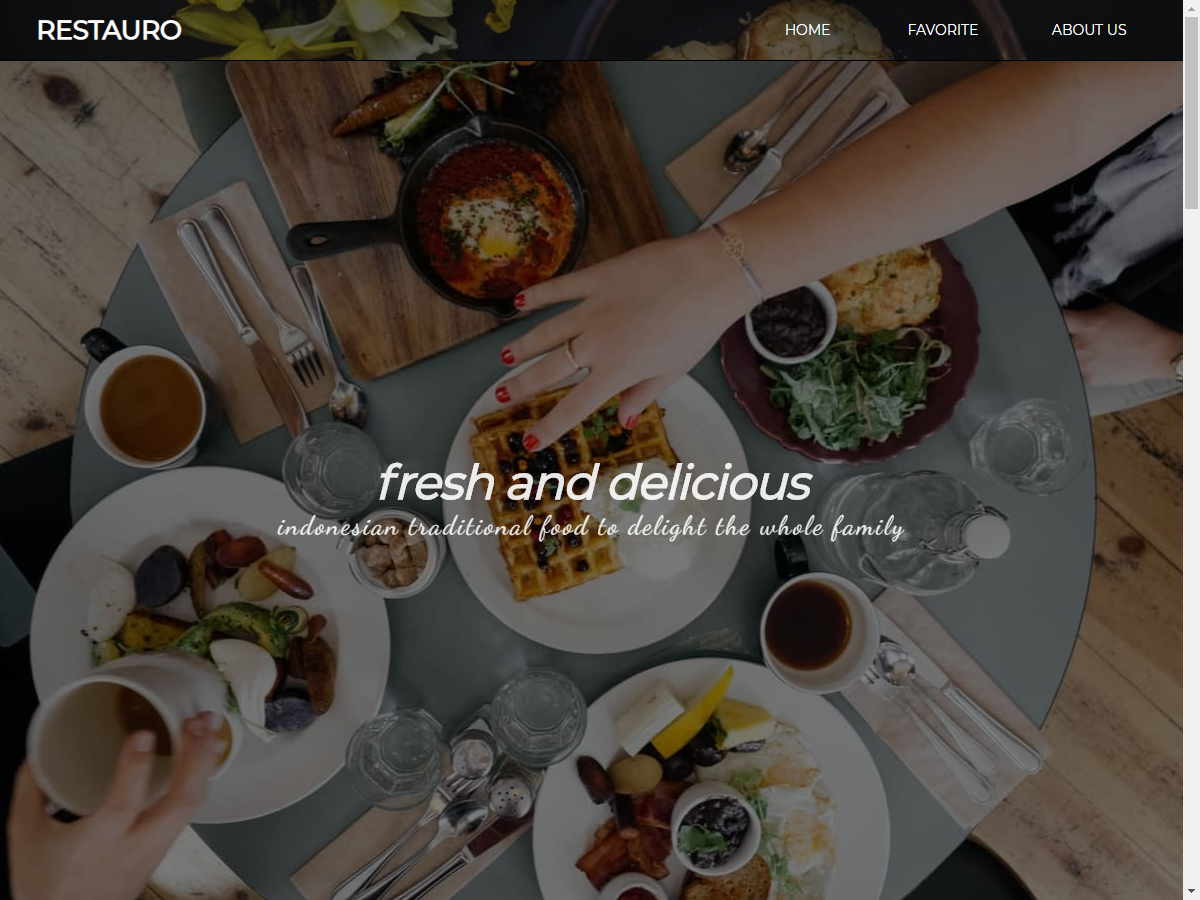 RESTAURO
HOME FAVORITE ABOUT US
fresh and delicious
indonesian traditional food to delight the whole family